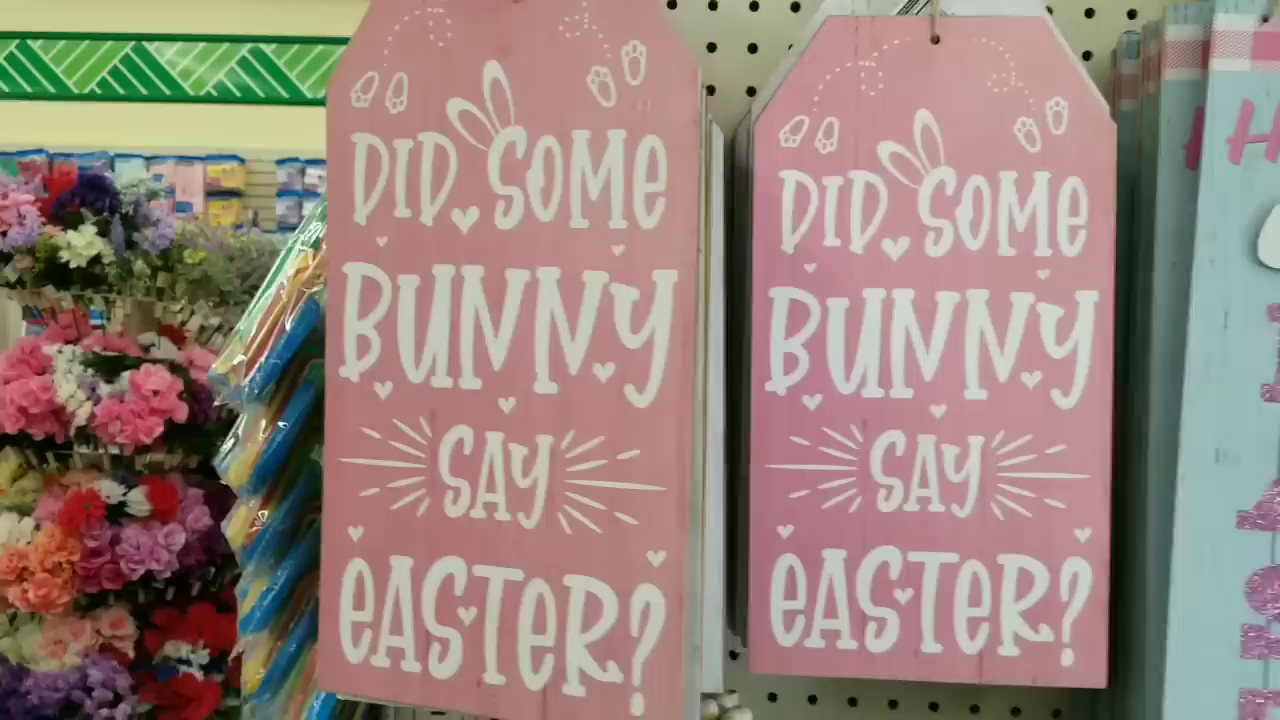 DID SOME
BUNNY
SAY
EASTER?
DID SOME
BUNNY
SAY
EASTER?
H